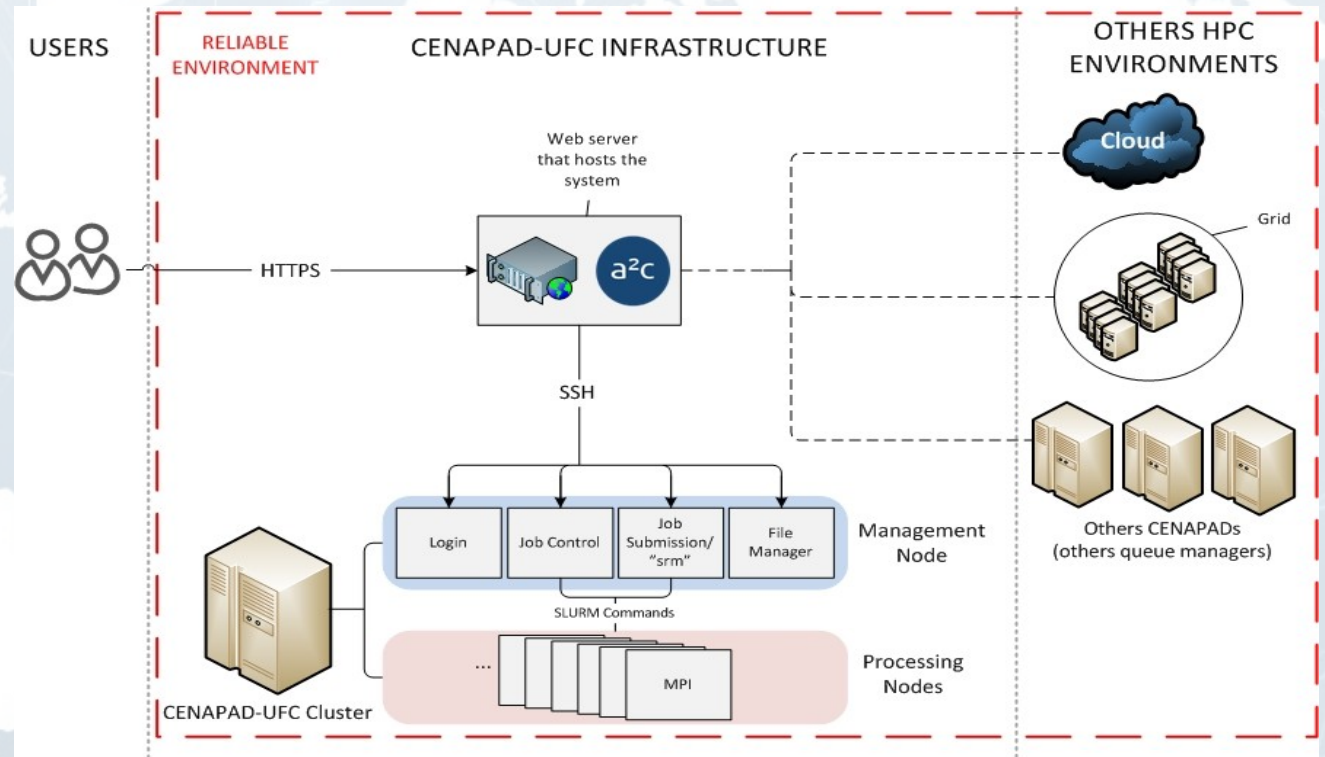 USERS
RELIABLE
ENVIRONMENT
CENAPAD-UFC INFRASTRUCTURE
OTHERS HPC
ENVIRONMENTS
Web server
that hosts the
system
Cloud
Grid
HTTPS
a²c
SSH
Login
Job Control
Job
Submission/
"srm"
File
Manager
Management
Node
Others CENAPADs
(others queue managers)
SLURM Commands
...
MPI
Processing
Nodes
CENAPAD-UFC Cluster